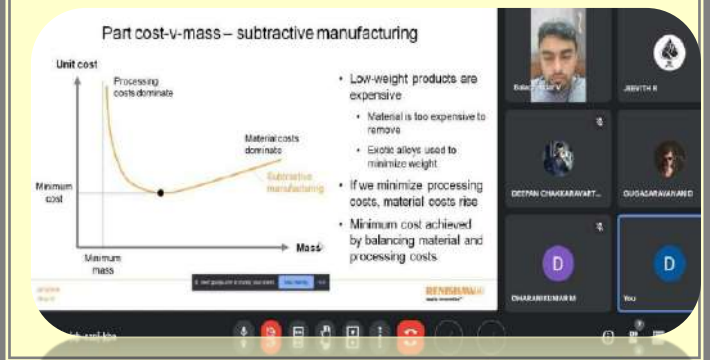 Part cost-v-mass – subtractive manufacturing
Unit cost
Processing
costs dominate
Material costs
dominate
Subtractive
manufacturing
Minimum
cost
Mass
Minimum
mass
• Low-weight products are
expensive
• Material is too expensive to
remove
• Exotic alloys used to
minimize weight
• If we minimize processing
costs, material costs rise
• Minimum cost achieved
by balancing material and
processing costs
RENISHAW
JEEVITH R
DEEPAN CHAKKARAVART...
GUGASARAVANAN D
D
DHARANIKUMAR M
D
You